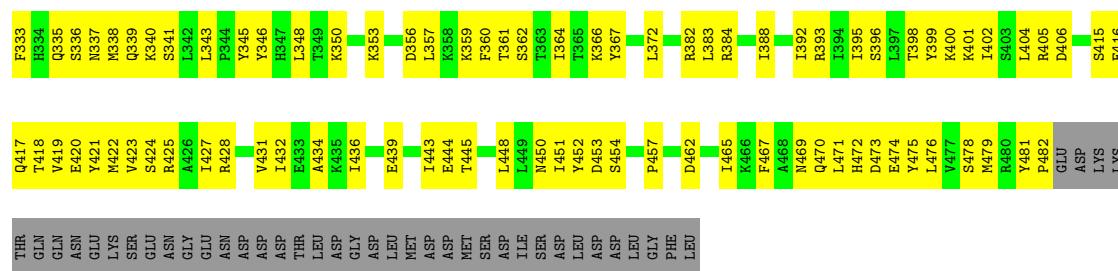 F333 H334 Q335 S336 N337 M338 Q339 K340 S341 L342 L343 P344 Y345 Y346 H347 L348 T349 K350 K353 D356 L357 K358 K359 F360 T361 S362 T363 I364 T365 K366 Y367 L372 R382 L383 R384 I388 I392 R393 I394 I395 S396 L397 T398 Y399 K400 K401 I402 S403 L404 R405 D406 S415 E416
Q417 T418 V419 E420 Y421 M422 V423 S424 R425 A426 I427 R428 V431 I432 E433 A434 K435 I436 E439 I443 E444 T445 L448 L449 N450 I451 Y452 D453 S454 P457 D462 I465 K466 F467 A468 N469 Q470 L471 H472 D473 E474 Y475 L476 V477 S478 M479 R480 Y481 P482 GLU ASP LYS LYS
THR GLN GLN ASN GLU LYS SER GLU ASN GLY GLU ASN ASP ASP ASP THR LEU ASP GLY ASP LEU MET ASP ASP MET SER ASP ILE SER ASP LEU ASP ASP LEU GLY PHE LEU